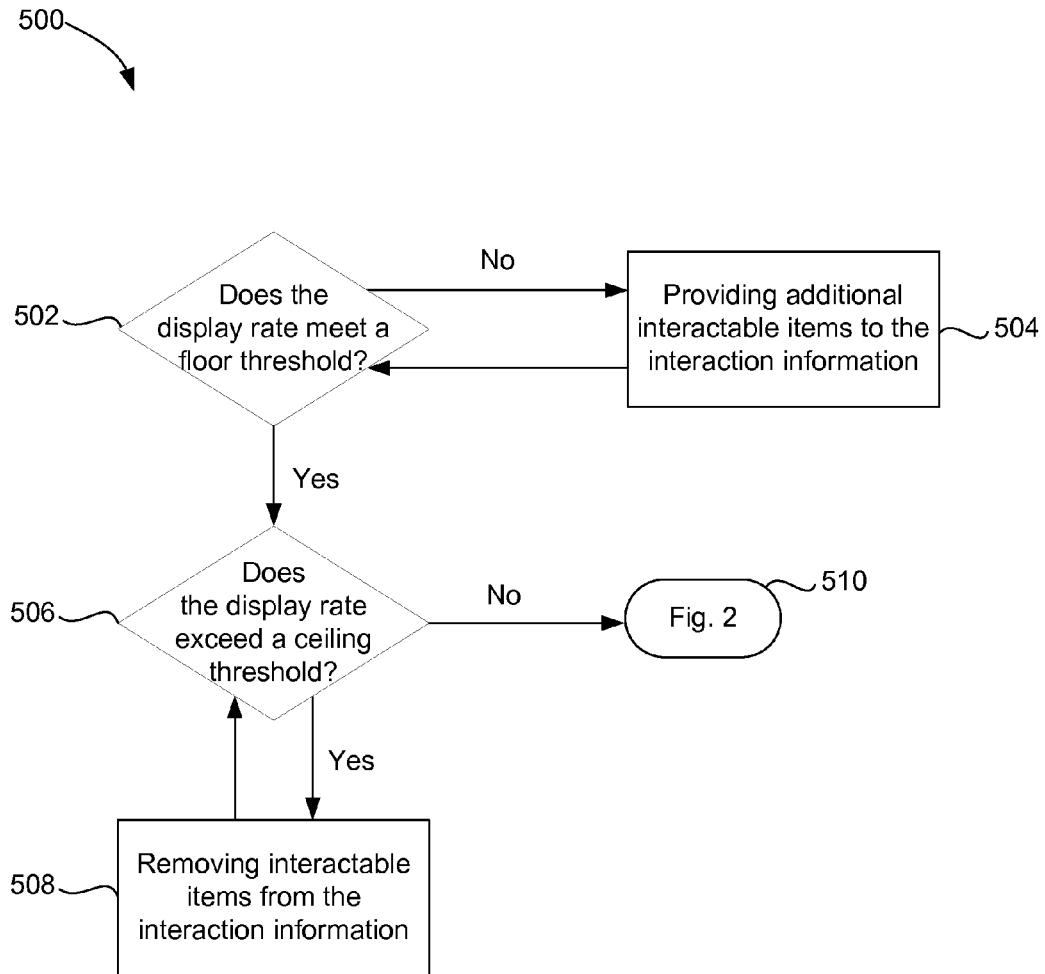 500
502
Does the
display rate meet a
floor threshold?
No
Providing additional
interactable items to the
interaction information
504
Yes
506
Does
the display rate
exceed a ceiling
threshold?
No
Fig. 2
510
Yes
508
Removing interactable
items from the
interaction information